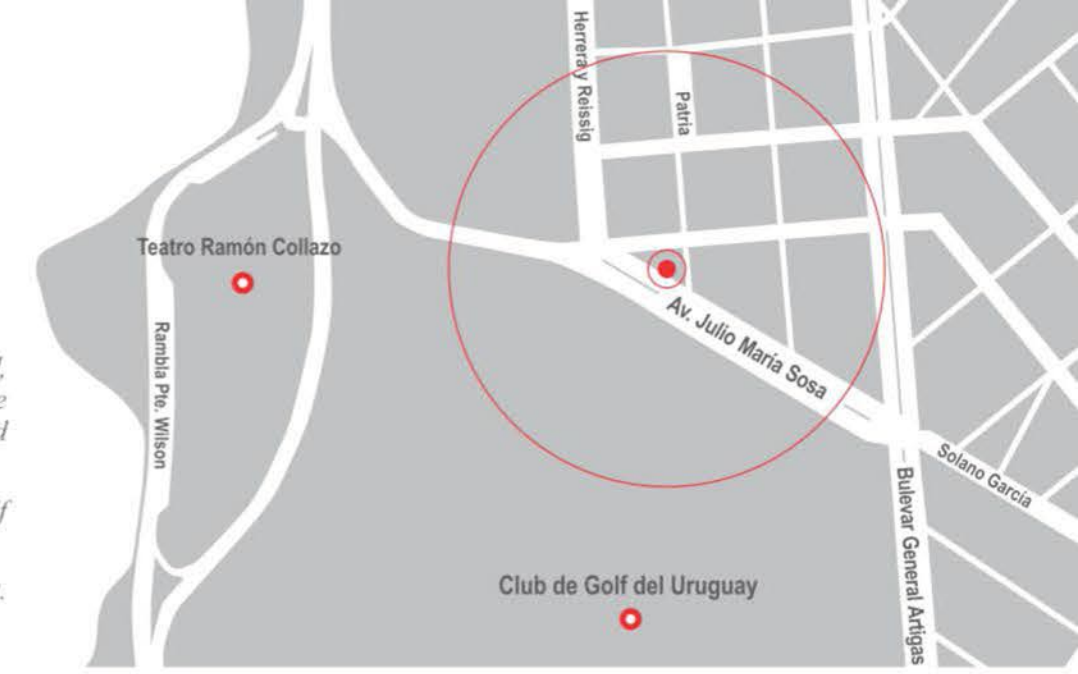 Herrera y Reissig
Patria
Teatro Ramón Collazo
Rambla Pte. Wilson
Av. Julio María Sosa
Solano García
Bulevar General Artigas
Club de Golf del Uruguay